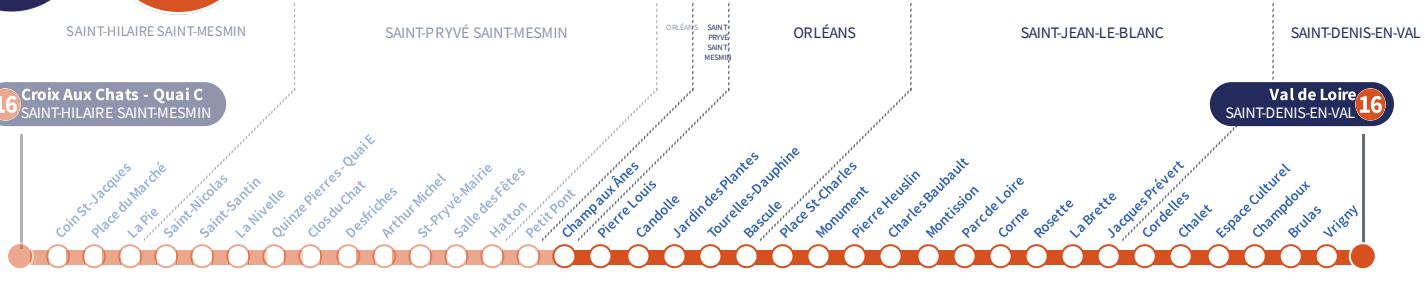 SAINT-HILAIRE SAINT-MESMIN
SAINT-PRYVÉ SAINT-MESMIN
ORLÉANS
SAINT-
PRYVÉ
SAINT-
MESMIN
ORLÉANS
SAINT-JEAN-LE-BLANC
SAINT-DENIS-EN-VAL
16
Croix Aux Chats - Quai C
SAINT-HILAIRE SAINT-MESMIN
Val de Loire
SAINT-DENIS-EN-VAL
16
Coin St-Jacques
Place du Marché
La Pie
Saint-Nicolas
Saint-Santin
La Nivelle
Quinze Pierres - Quai E
Clos du Chat
Desfriches
Arthur Michel
St-Pryvé-Mairie
Salle des Fêtes
Hatton
Petit Pont
Champ aux Ânes
Pierre Louis
Candolle
Jardin des Plantes
Tourelles-Dauphine
Bascule
Place St-Charles
Monument
Pierre Heuslin
Charles Baubault
Montission
Parc de Loire
Corne
Rosette
La Brette
Jacques Prévert
Cordelles
Chalet
Espace Culturel
Champdoux
Brulas
Vrigny